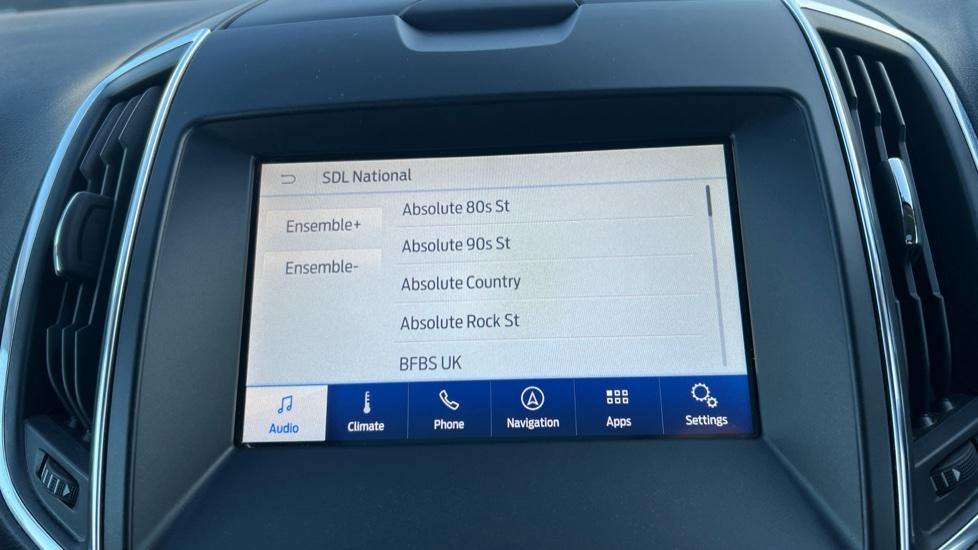 SDL National
Ensemble+
Ensemble-
Absolute 80s St
Absolute 90s St
Absolute Country
Absolute Rock St
BFBS UK
Audio
Climate
Phone
Navigation
Apps
Settings